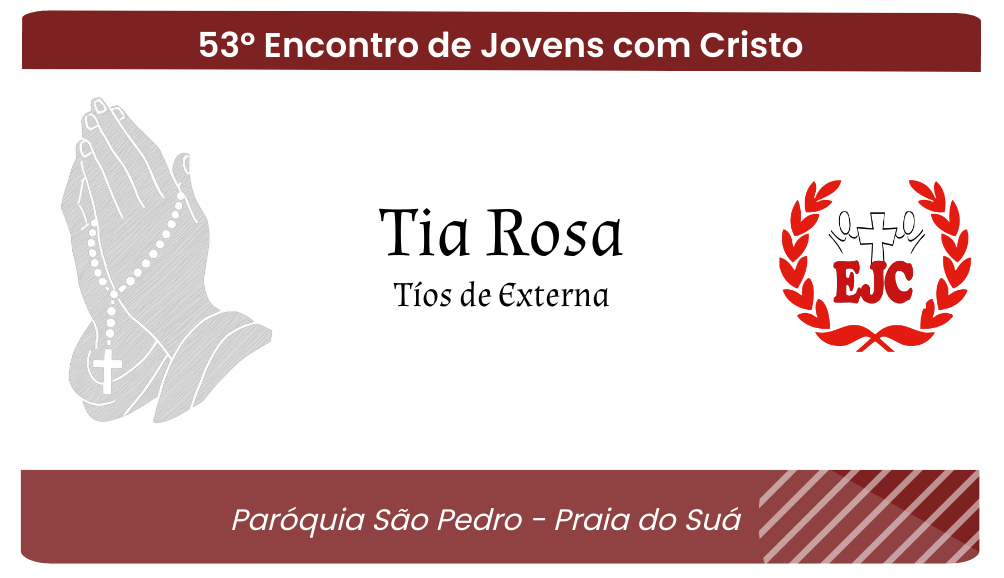 53º Encontro de Jovens com Cristo
Tia Rosa
Tíos de Externa
EJC
Paróquia São Pedro - Praia do Suá